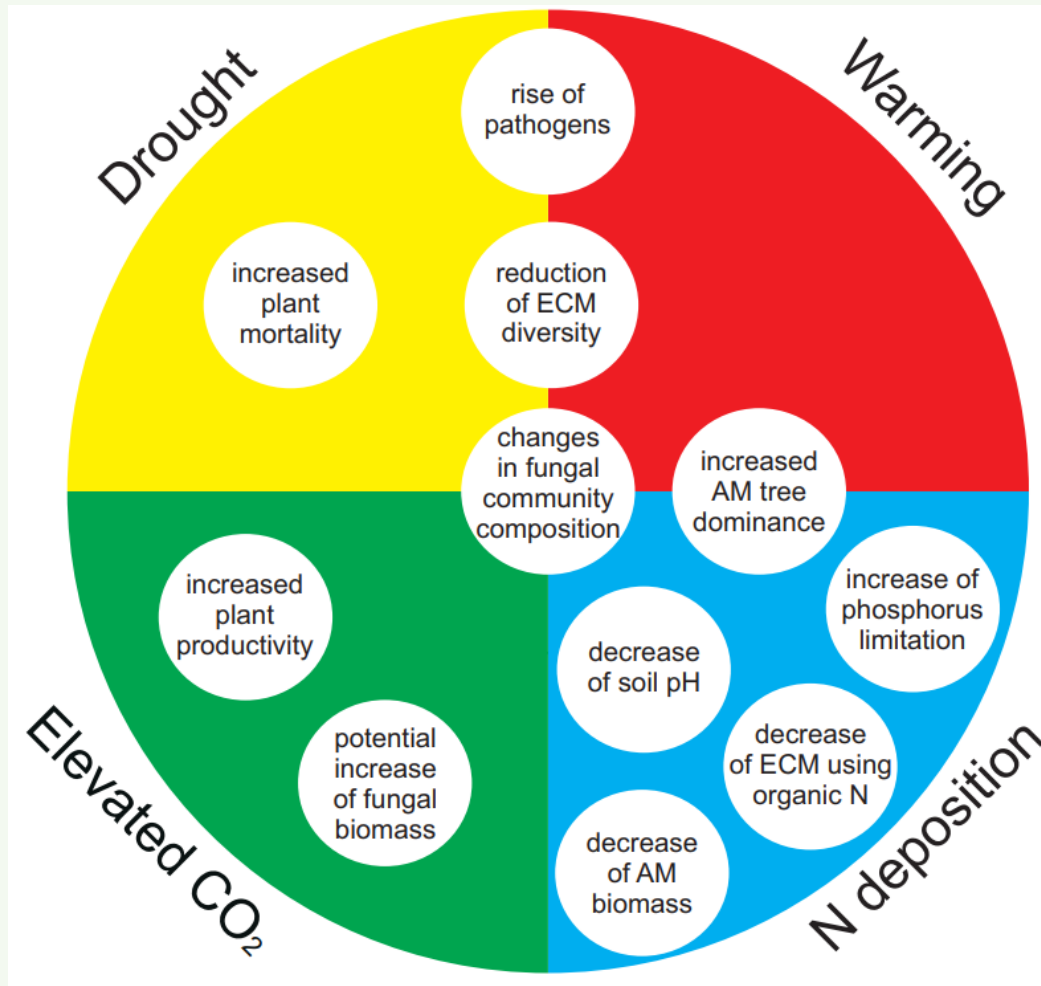 Drought
Warming
rise of
pathogens
increased
plant
mortality
reduction
of ECM
diversity
changes
in fungal
community
composition
increased
AM tree
dominance
increased
plant
productivity
potential
increase
of fungal
biomass
decrease
of soil pH
increase of
phosphorus
limitation
decrease
of ECM using
organic N
decrease
of AM
biomass
Elevated CO₂
N deposition